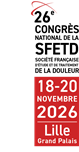 26e
CONGRÈS
NATIONAL DE LA
SFETD
SOCIÉTÉ FRANÇAISE
D'ÉTUDE ET DE TRAITEMENT
DE LA DOULEUR
18-20
NOVEMBRE
2026
Lille
Grand Palais